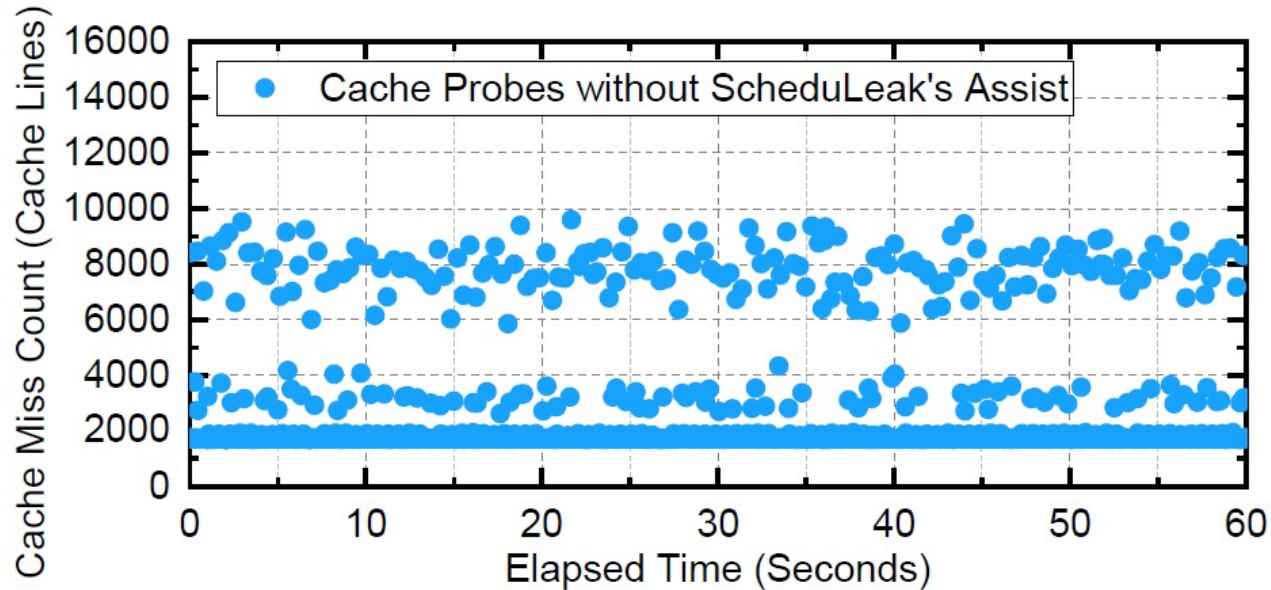 Cache Miss Count (Cache Lines)
16000
14000
12000
10000
8000
6000
4000
2000
0
Cache Probes without ScheduLeak's Assist
0 10 20 30 40 50 60
Elapsed Time (Seconds)